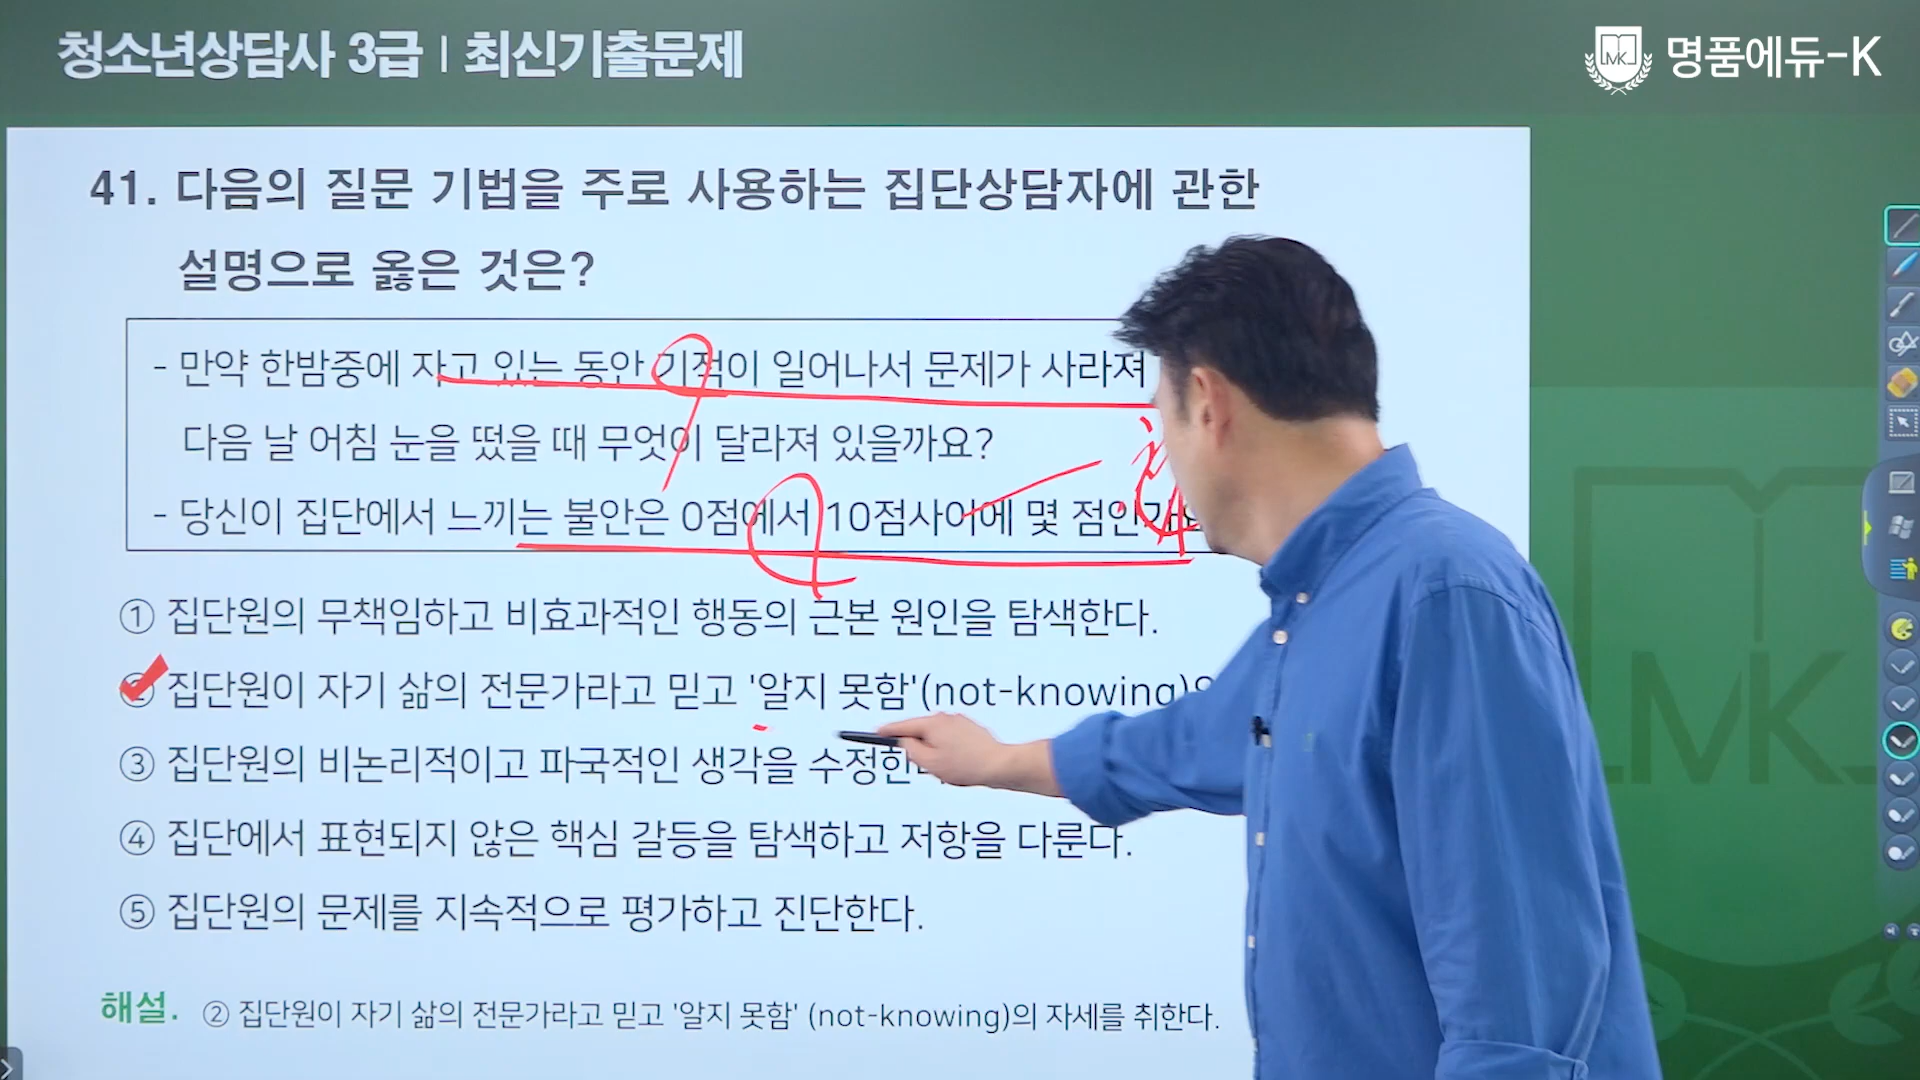 청소년상담사 3급 | 최신기출문제
명품에듀-K
41. 다음의 질문 기법을 주로 사용하는 집단상담자에 관한
설명으로 옳은 것은?
- 만약 한밤중에 자고 있는 동안 기적이 일어나서 문제가 사라져
다음 날 어침 눈을 떴을 때 무엇이 달라져 있을까요?
- 당신이 집단에서 느끼는 불안은 0점에서 10점사이에 몇 점인가요
① 집단원의 무책임하고 비효과적인 행동의 근본 원인을 탐색한다.
② 집단원이 자기 삶의 전문가라고 믿고 '알지 못함'(not-knowing)의
③ 집단원의 비논리적이고 파국적인 생각을 수정한
④ 집단에서 표현되지 않은 핵심 갈등을 탐색하고 저항을 다룬다.
⑤ 집단원의 문제를 지속적으로 평가하고 진단한다.
해설. ② 집단원이 자기 삶의 전문가라고 믿고 '알지 못함' (not-knowing)의 자세를 취한다.
MK